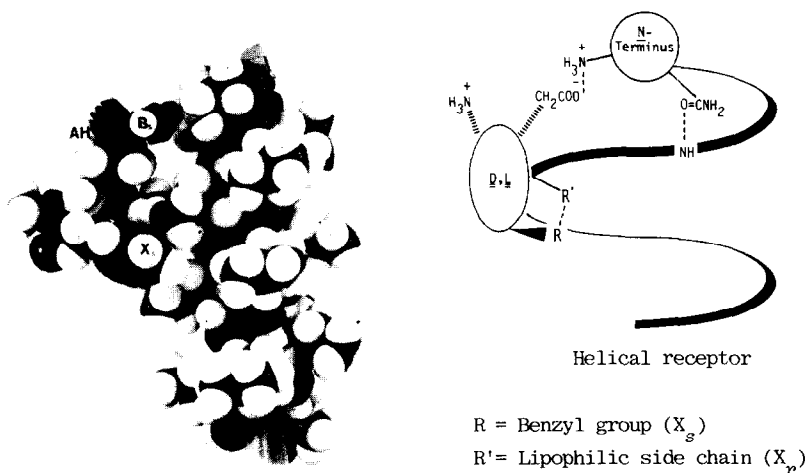 AH
B
X
N-
Terminus
+
H₃N
−
+
H₃N
CH₂COO
O=CNH₂
NH
D,L
R'
R
Helical receptor
R = Benzyl group (Xₛ)
R'= Lipophilic side chain (Xᵣ)